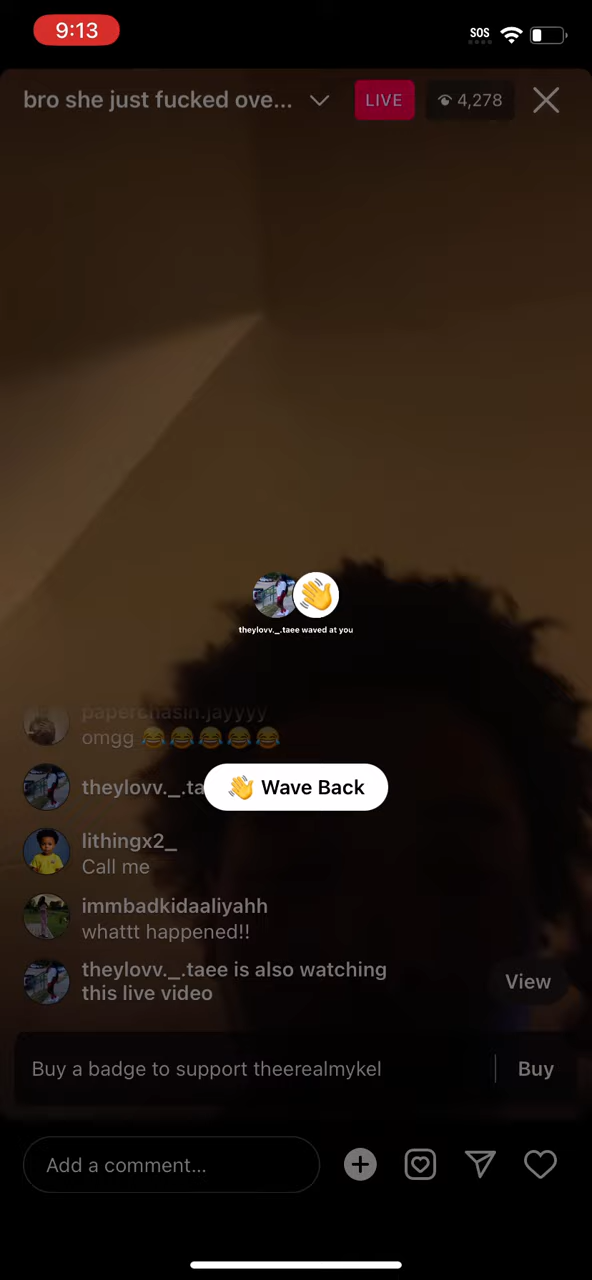 9:13
SOS
bro she just fucked ove...
LIVE
4,278
theylovv._.taee waved at you
paperchasin.jayyyy
omgg 😂😂😂😂😂
theylovv._.ta
👋 Wave Back
lithingx2_
Call me
immbadkidaaliyahh
whattt happened!!
theylovv._.taee is also watching
this live video
View
Buy a badge to support theerealmykel
Buy
Add a comment...